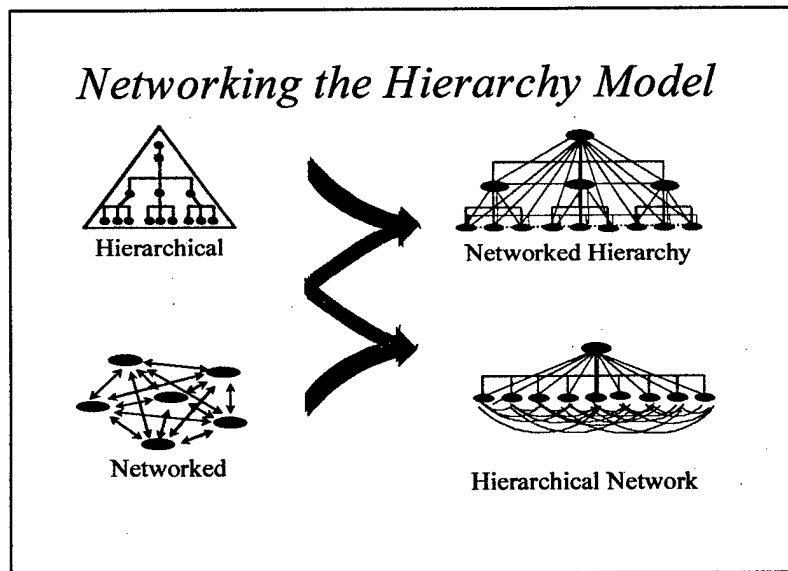 Networking the Hierarchy Model
Hierarchical
Networked Hierarchy
Networked
Hierarchical Network